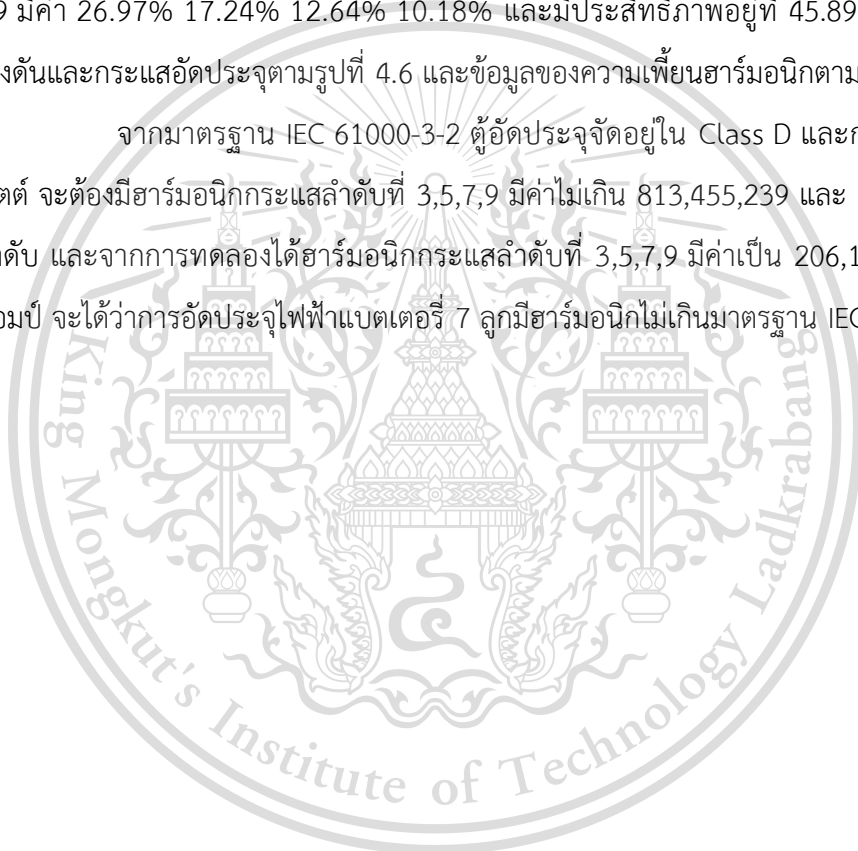 9 มีค่า 26.97% 17.24% 12.64% 10.18% และมีประสิทธิภาพอยู่ที่ 45.89
งดันและกระแสอัดประจุตามรูปที่ 4.6 และข้อมูลของความเพี้ยนฮาร์มอนิกตาม
จากมาตรฐาน IEC 61000-3-2 ตู้อัดประจุจัดอยู่ใน Class D และก
ตต์ จะต้องมีฮาร์มอนิกกระแสลำดับที่ 3,5,7,9 มีค่าไม่เกิน 813,455,239 และ
ดับ และจากการทดลองได้ฮาร์มอนิกกระแสลำดับที่ 3,5,7,9 มีค่าเป็น 206,1
อมป์ จะได้ว่าการอัดประจุไฟฟ้าแบตเตอรี่ 7 ลูกมีฮาร์มอนิกไม่เกินมาตรฐาน IEC
King Mongkut's Institute of Technology Ladkrabang